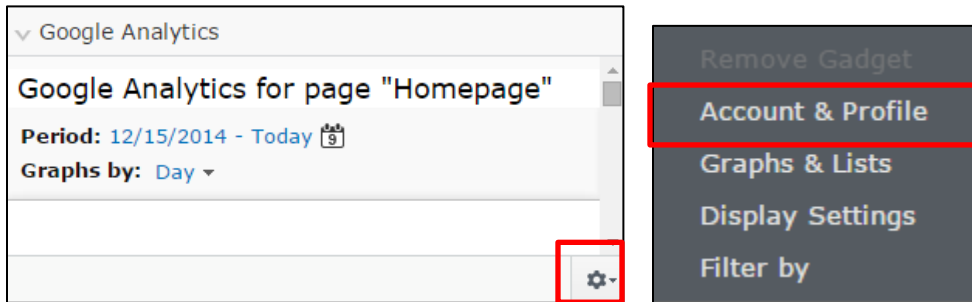 Google Analytics
Google Analytics for page "Homepage"
Period: 12/15/2014 - Today 9
Graphs by: Day
Remove Gadget
Account & Profile
Graphs & Lists
Display Settings
Filter by